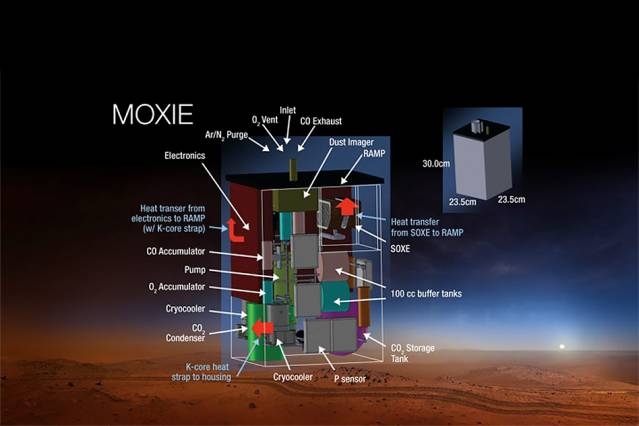 MOXIE
Inlet
O2 Vent
CO Exhaust
Ar/N2 Purge
Dust Imager
RAMP
Electronics
Heat transer from
electronics to RAMP
(w/ K-core strap)
Heat transfer
from SOXE to RAMP
SOXE
CO Accumulator
Pump
O2 Accumulator
100 cc buffer tanks
Cryocooler
CO2
Condenser
CO2 Storage
Tank
K-core heat
strap to housing
Cryocooler
P sensor
30.0cm
23.5cm
23.5cm